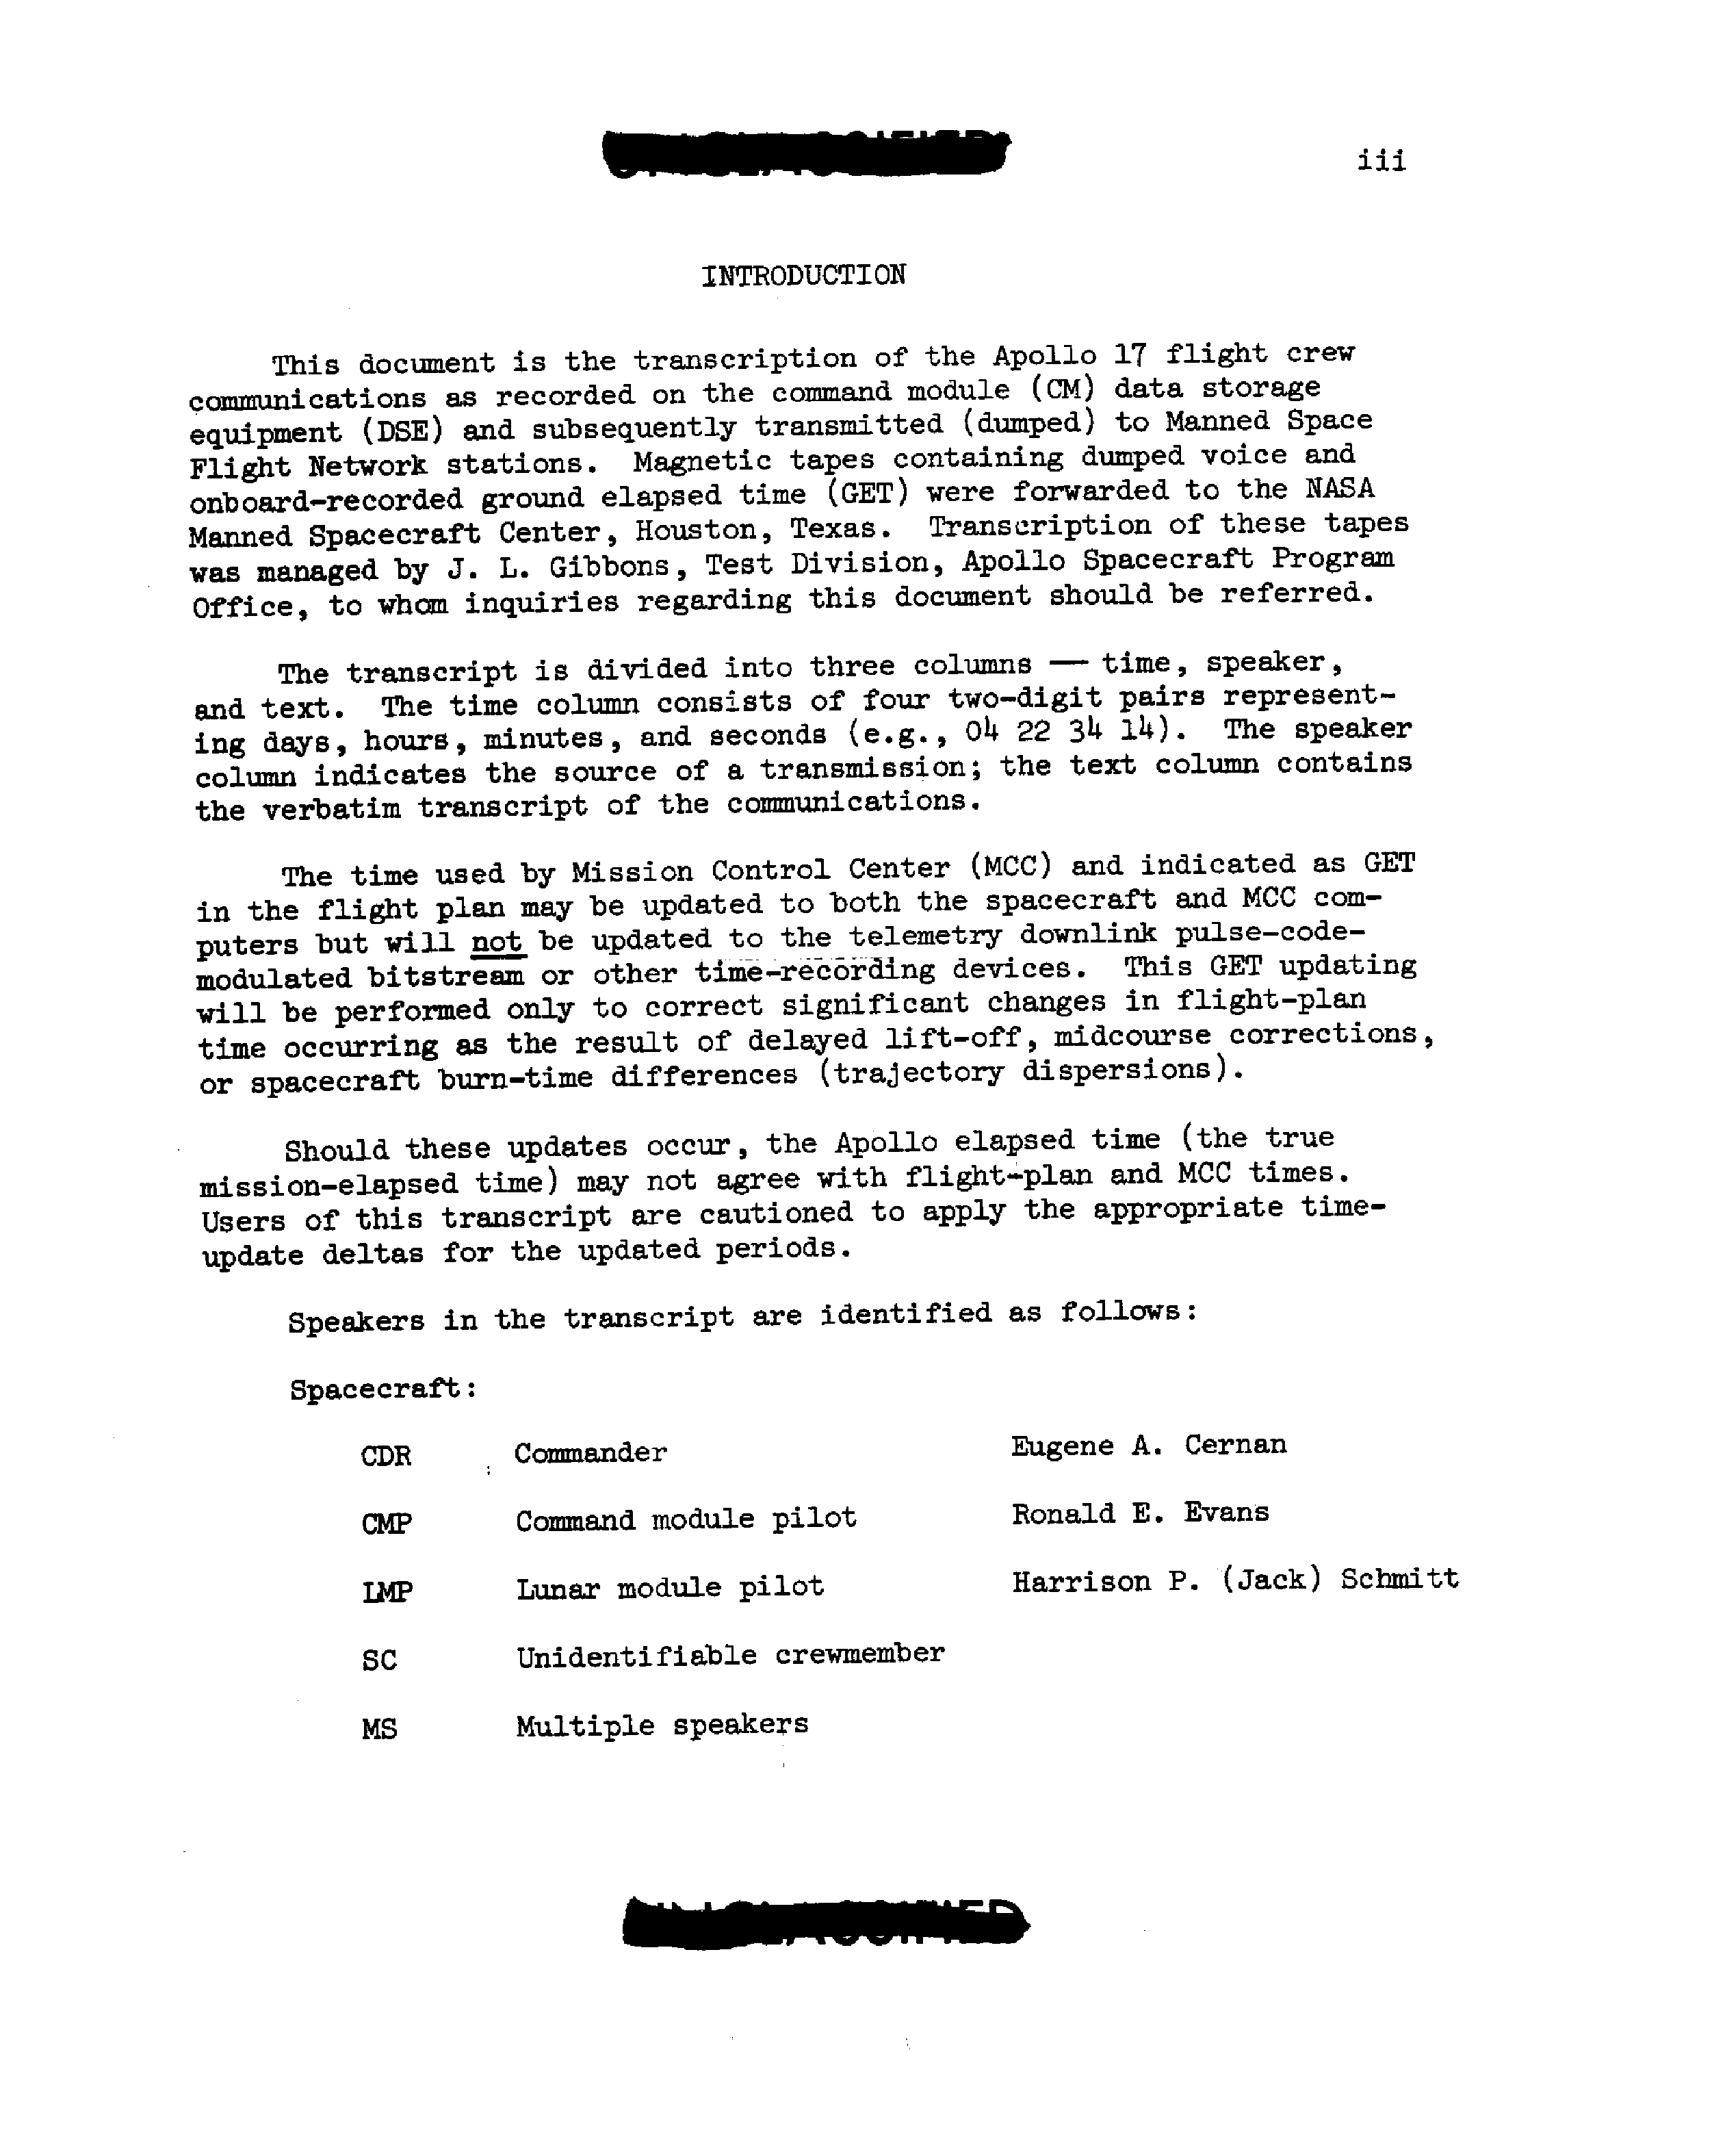 iii
INTRODUCTION
This document is the transcription of the Apollo 17 flight crew
communications as recorded on the command module (CM) data storage
equipment (DSE) and subsequently transmitted (dumped) to Manned Space
Flight Network stations. Magnetic tapes containing dumped voice and
onboard-recorded ground elapsed time (GET) were forwarded to the NASA
Manned Spacecraft Center, Houston, Texas. Transcription of these tapes
was managed by J. L. Gibbons, Test Division, Apollo Spacecraft Program
Office, to whom inquiries regarding this document should be referred.
The transcript is divided into three columns — time, speaker,
and text. The time column consists of four two-digit pairs represent-
ing days, hours, minutes, and seconds (e.g., 04 22 34 14). The speaker
column indicates the source of a transmission; the text column contains
the verbatim transcript of the communications.
The time used by Mission Control Center (MCC) and indicated as GET
in the flight plan may be updated to both the spacecraft and MCC com-
puters but will not be updated to the telemetry downlink pulse-code-
modulated bitstream or other time-recording devices. This GET updating
will be performed only to correct significant changes in flight-plan
time occurring as the result of delayed lift-off, midcourse corrections,
or spacecraft burn-time differences (trajectory dispersions).
Should these updates occur, the Apollo elapsed time (the true
mission-elapsed time) may not agree with flight-plan and MCC times.
Users of this transcript are cautioned to apply the appropriate time-
update deltas for the updated periods.
Speakers in the transcript are identified as follows:
Spacecraft:
CDR Commander Eugene A. Cernan
CMP Command module pilot Ronald E. Evans
LMP Lunar module pilot Harrison P. (Jack) Schmitt
SC Unidentifiable crewmember
MS Multiple speakers